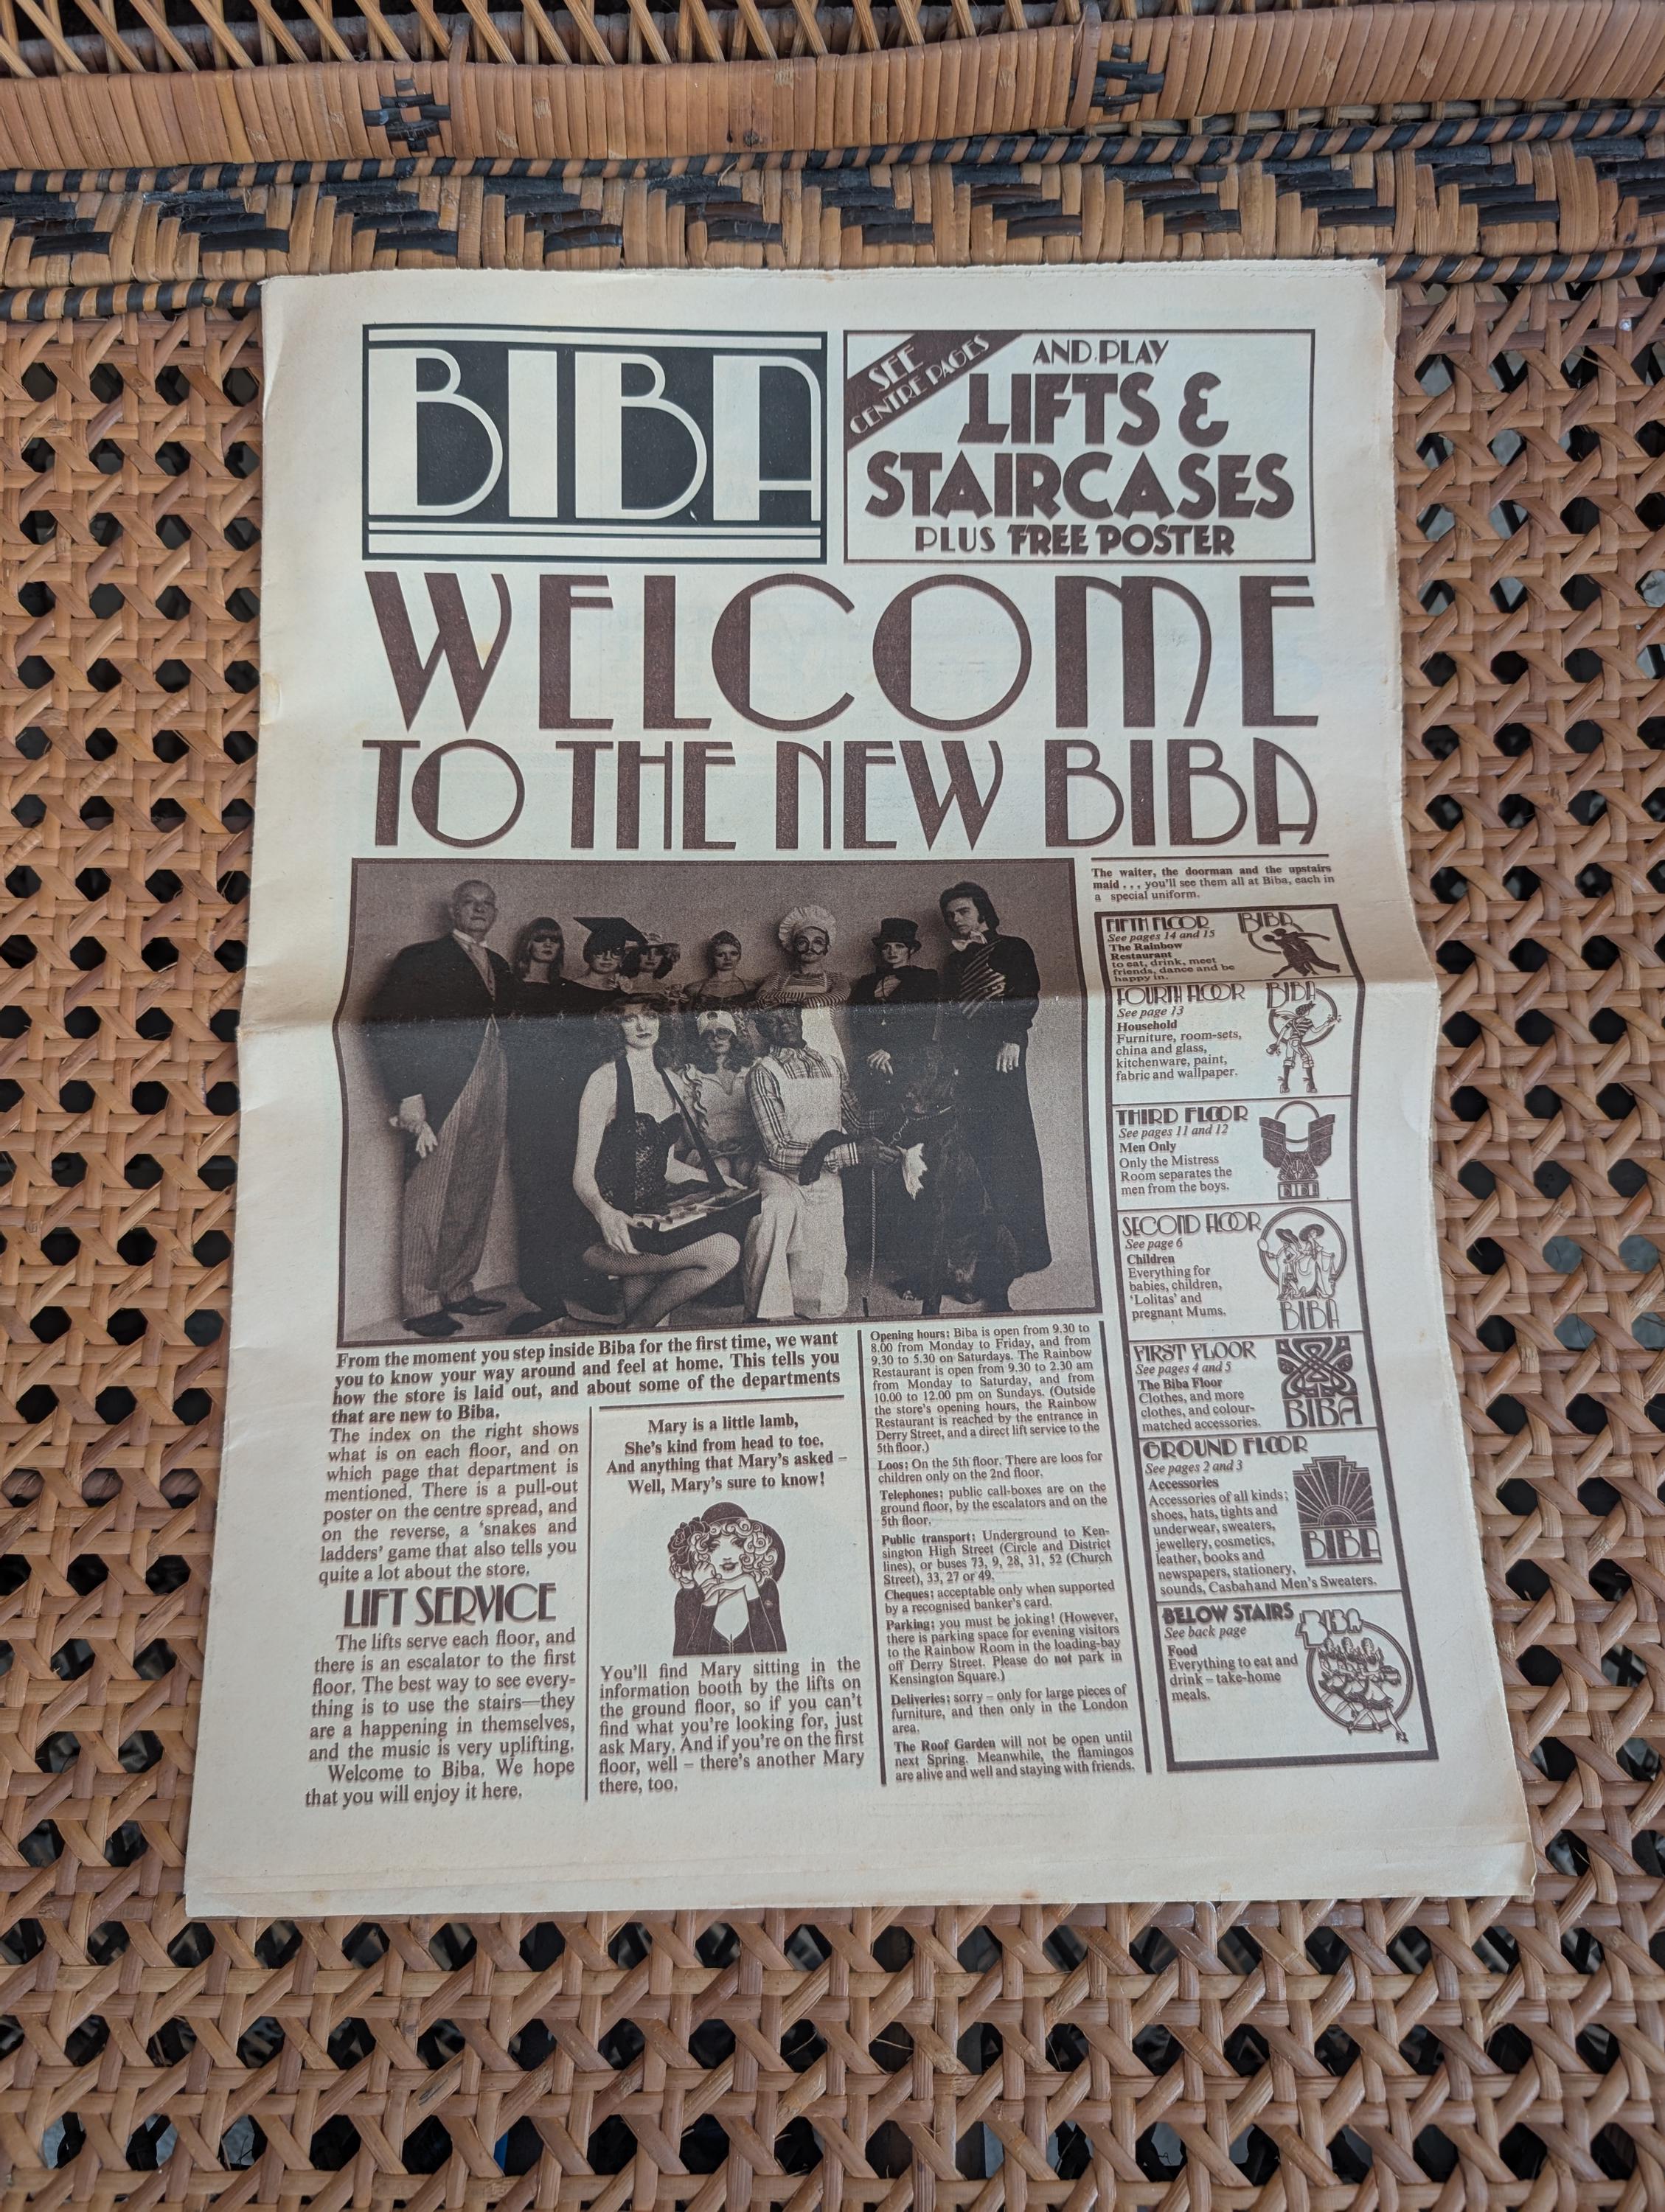 BIBA
SEE
CENTRE PAGES
AND PLAY
LIFTS &
STAIRCASES
PLUS FREE POSTER
WELCOME
TO THE NEW BIBA
The waiter, the doorman and the upstairs
maid . . . you'll see them all at Biba, each in
a special uniform.
From the moment you step inside Biba for the first time, we want
you to know your way around and feel at home. This tells you
how the store is laid out, and about some of the departments
that are new to Biba.
The index on the right shows
what is on each floor, and on
which page that department is
mentioned. There is a pull-out
poster on the centre spread, and
on the reverse, a 'snakes and
ladders' game that also tells you
quite a lot about the store.
LIFT SERVICE
The lifts serve each floor, and
there is an escalator to the first
floor. The best way to see every-
thing is to use the stairs—they
are a happening in themselves,
and the music is very uplifting.
Welcome to Biba. We hope
that you will enjoy it here.
Mary is a little lamb,
She's kind from head to toe.
And anything that Mary's asked –
Well, Mary's sure to know!
You'll find Mary sitting in the
information booth by the lifts on
the ground floor, so if you can't
find what you're looking for, just
ask Mary. And if you're on the first
floor, well – there's another Mary
there, too.
Opening hours: Biba is open from 9.30 to
8.00 from Monday to Friday, and from
9.30 to 5.30 on Saturdays. The Rainbow
Restaurant is open from 9.30 to 2.30 am
from Monday to Saturday, and from
10.00 to 12.00 pm on Sundays. (Outside
the store's opening hours, the Rainbow
Restaurant is reached by the entrance in
Derry Street, and a direct lift service to the
5th floor.)
Loos: On the 5th floor. There are loos for
children only on the 2nd floor.
Telephones: public call-boxes are on the
ground floor, by the escalators and on the
5th floor.
Public transport: Underground to Ken-
sington High Street (Circle and District
lines), or buses 73, 9, 28, 31, 52 (Church
Street), 33, 27 or 49.
Cheques: acceptable only when supported
by a recognised banker's card.
Parking: you must be joking! (However,
there is parking space for evening visitors
to the Rainbow Room in the loading-bay
off Derry Street. Please do not park in
Kensington Square.)
Deliveries: sorry – only for large pieces of
furniture, and then only in the London
area.
The Roof Garden will not be open until
next Spring. Meanwhile, the flamingos
are alive and well and staying with friends.
FIFTH FLOOR
BIBA
See pages 14 and 15
The Rainbow
Restaurant
to eat, drink, meet
friends, dance and be
happy in.
FOURTH FLOOR
BIBA
See page 13
Household
Furniture, room-sets,
china and glass,
kitchenware, paint,
fabric and wallpaper.
THIRD FLOOR
See pages 11 and 12
Men Only
Only the Mistress
Room separates the
men from the boys.
BIBA
SECOND FLOOR
See page 6
Children
Everything for
babies, children,
'Lolitas' and
pregnant Mums.
BIBA
FIRST FLOOR
See pages 4 and 5
The Biba Floor
Clothes, and more
clothes, and colour-
matched accessories.
BIBA
GROUND FLOOR
See pages 2 and 3
Accessories
Accessories of all kinds;
shoes, hats, tights and
underwear, sweaters,
jewellery, cosmetics,
leather, books and
newspapers, stationery,
sounds, Casbah and Men's Sweaters.
BIBA
BELOW STAIRS
BIBA
See back page
Food
Everything to eat and
drink – take-home
meals.